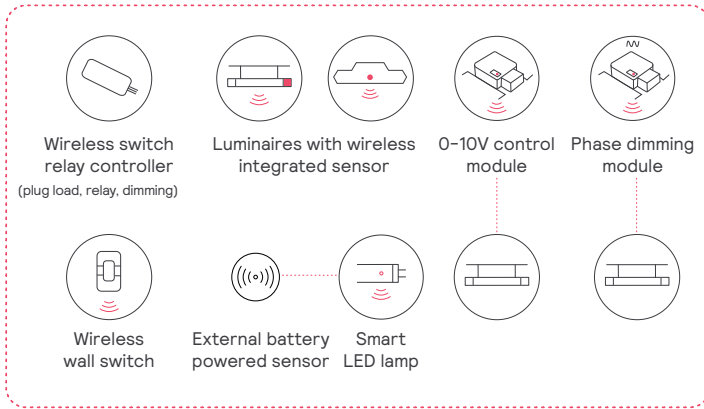 Wireless switch
relay controller
(plug load, relay, dimming)
Luminaires with wireless
integrated sensor
0-10V control
module
Phase dimming
module
Wireless
wall switch
External battery
powered sensor
Smart
LED lamp